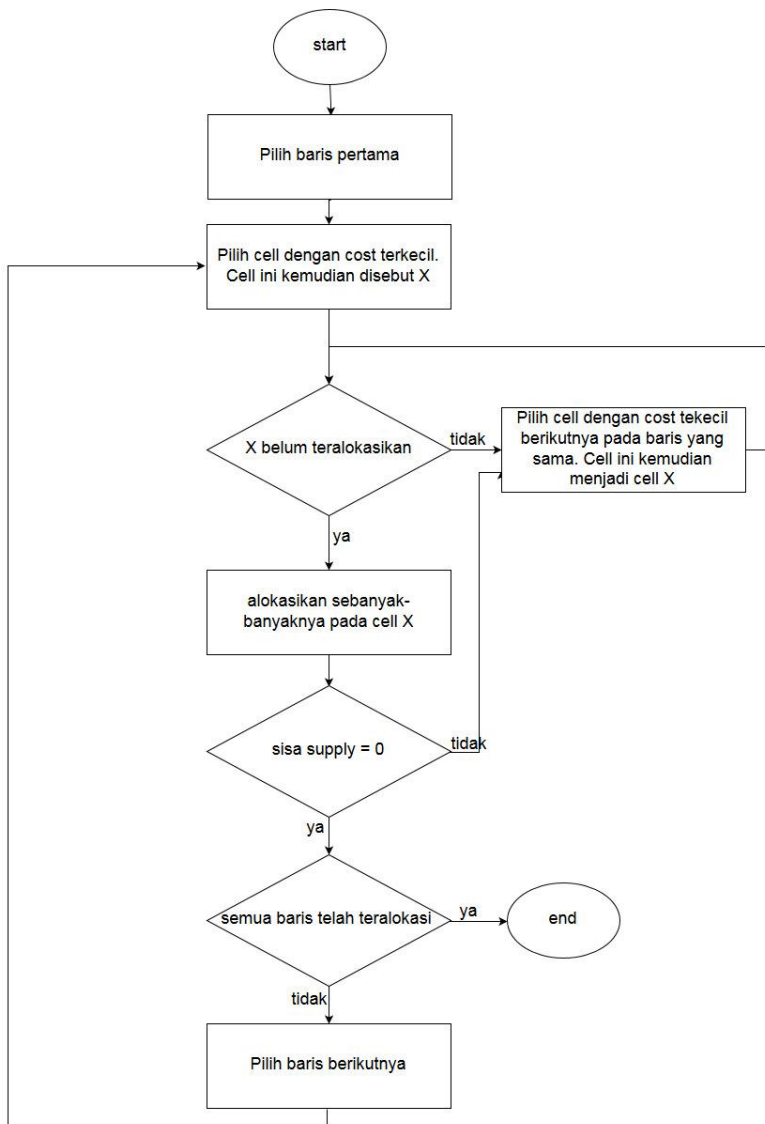 start
Pilih baris pertama
Pilih cell dengan cost terkecil.
Cell ini kemudian disebut X
X belum teralokasikan
tidak
Pilih cell dengan cost tekecil
berikutnya pada baris yang
sama. Cell ini kemudian
menjadi cell X
ya
alokasikan sebanyak-
banyaknya pada cell X
sisa supply = 0
tidak
ya
semua baris telah teralokasi
ya
end
tidak
Pilih baris berikutnya